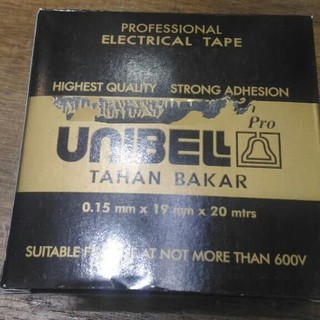 PROFESSIONAL
ELECTRICAL TAPE
HIGHEST QUALITY STRONG ADHESION
UNIBELL Pro
TAHAN BAKAR
0.15 mm x 19 mm x 20 mtrs
SUITABLE AT NOT MORE THAN 600V